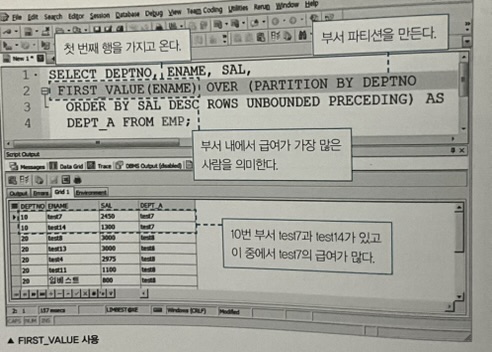 File Edit Search Editor Session Database Debug View Team Coding Utilities Rerun Window Help
첫 번째 행을 가지고 온다.
부서 파티션을 만든다.
New 1
1 SELECT DEPTNO, ENAME, SAL,
2 FIRST_VALUE(ENAME) OVER (PARTITION BY DEPTNO
3 ORDER BY SAL DESC ROWS UNBOUNDED PRECEDING) AS
4 DEPT_A FROM EMP;
부서 내에서 급여가 가장 많은
사람을 의미한다.
Script Output
Messages Data Grid Trace DBMS Output (disabled)
Output Errors Grid 1 Environment
DEPTNO ENAME SAL DEPT_A
10 test7 2450 test7
10 test14 1300 test7
20 test8 3000 test8
20 test13 3000 test8
20 test4 2975 test8
20 test11 1100 test8
20 임베스트 800 test8
10번 부서 test7과 test14가 있고
이 중에서 test7의 급여가 많다.
2: 1 157 msecs LIMBEST@XE Windows (CRLF) Modified
CAPS NUM INS
▲ FIRST_VALUE 사용